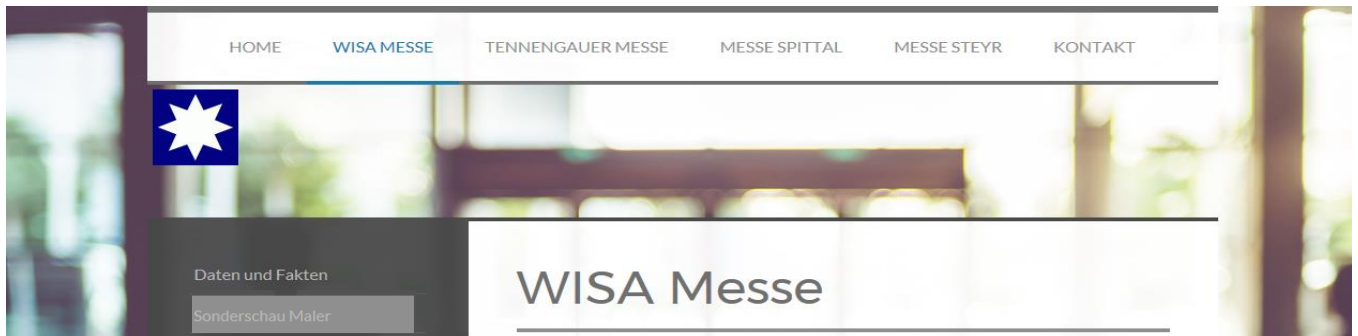 HOME WISA MESSE TENNENGAUER MESSE MESSE SPITTAL MESSE STEYR KONTAKT
Daten und Fakten
Sonderschau Maler
WISA Messe